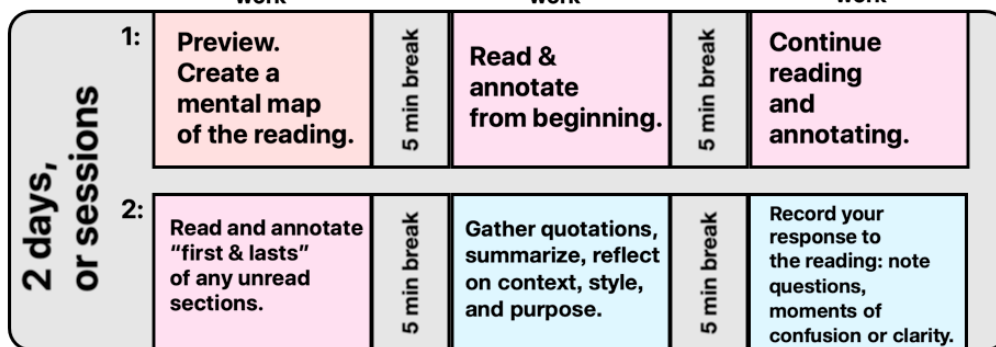 work
work
work
2 days,
or sessions
1:
Preview.
Create a
mental map
of the reading.
5 min break
Read &
annotate
from beginning.
5 min break
Continue
reading
and
annotating.
2:
Read and annotate
“first & lasts”
of any unread
sections.
5 min break
Gather quotations,
summarize, reflect
on context, style,
and purpose.
5 min break
Record your
response to
the reading: note
questions,
moments of
confusion or clarity.